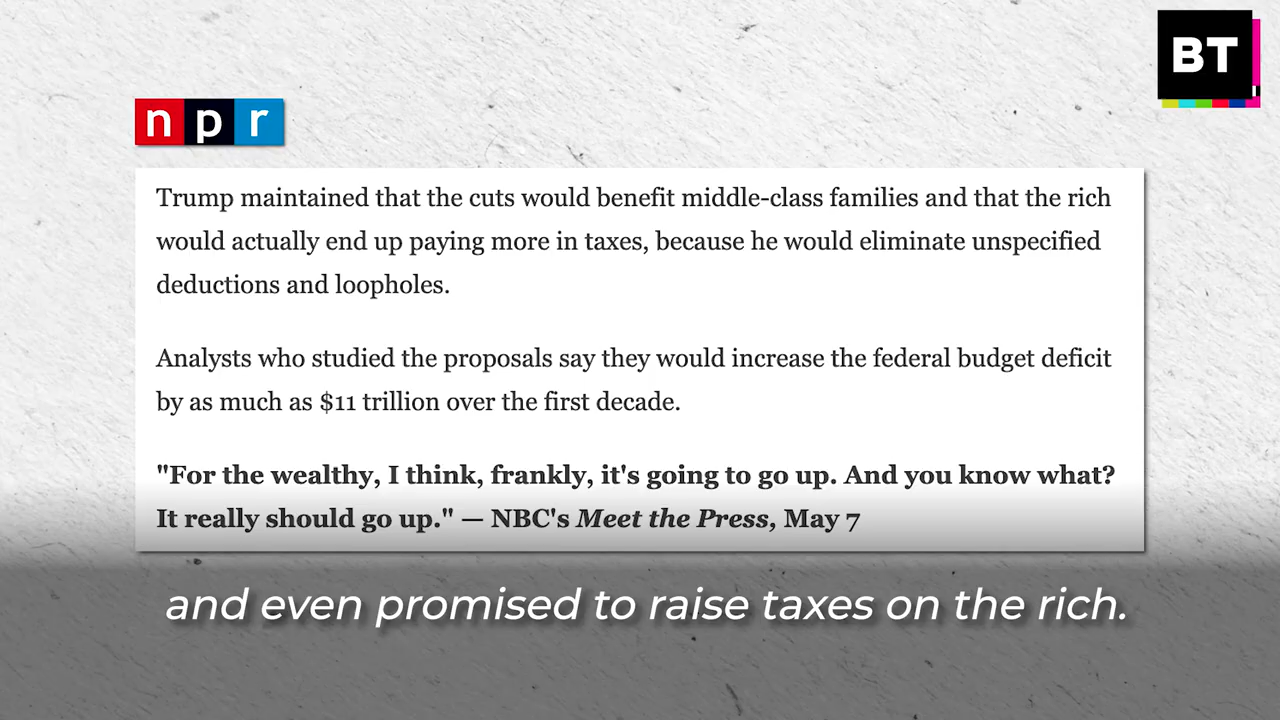 BT
npr
Trump maintained that the cuts would benefit middle-class families and that the rich
would actually end up paying more in taxes, because he would eliminate unspecified
deductions and loopholes.
Analysts who studied the proposals say they would increase the federal budget deficit
by as much as $11 trillion over the first decade.
"For the wealthy, I think, frankly, it's going to go up. And you know what?
It really should go up." — NBC's Meet the Press, May 7
and even promised to raise taxes on the rich.